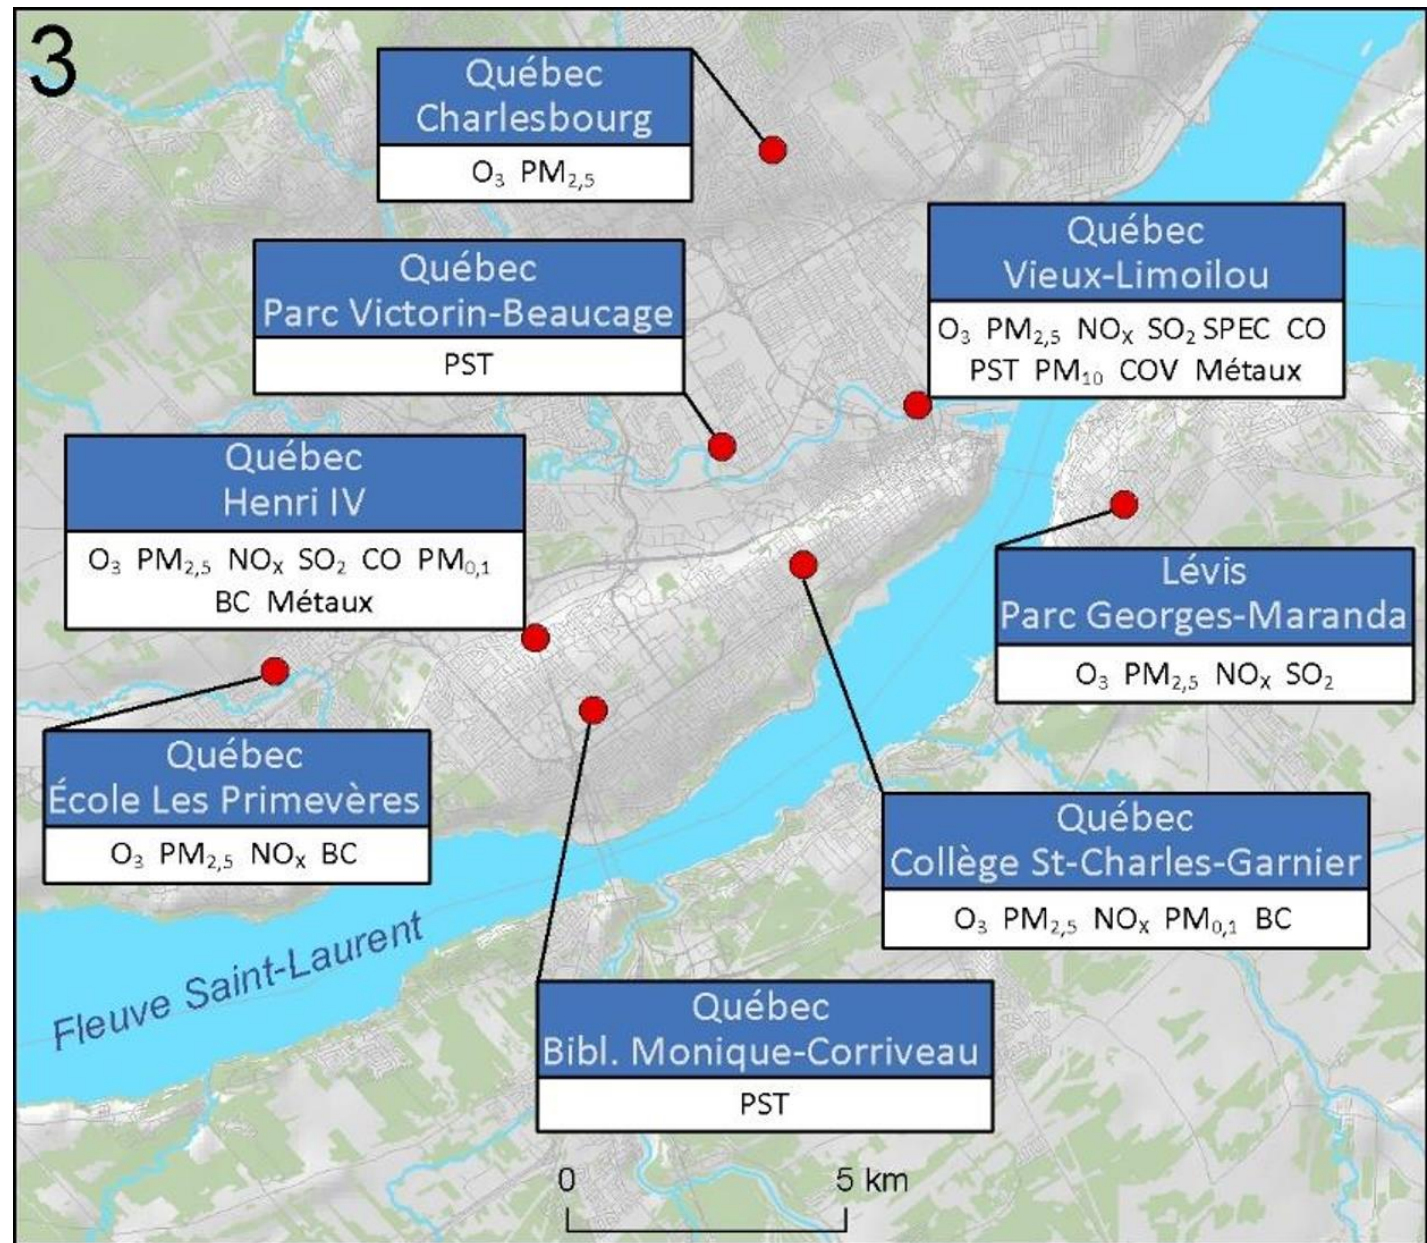 3
Québec
Charlesbourg
O₃ PM₂,₅
Québec
Vieux-Limoilou
O₃ PM₂,₅ NOₓ SO₂ SPEC CO
PST PM₁₀ COV Métaux
Québec
Parc Victorin-Beaucage
PST
Québec
Henri IV
O₃ PM₂,₅ NOₓ SO₂ CO PM₀,₁
BC Métaux
Lévis
Parc Georges-Maranda
O₃ PM₂,₅ NOₓ SO₂
Québec
École Les Primevères
O₃ PM₂,₅ NOₓ BC
Québec
Collège St-Charles-Garnier
O₃ PM₂,₅ NOₓ PM₀,₁ BC
Fleuve Saint-Laurent
Québec
Bibl. Monique-Corriveau
PST
0 5 km